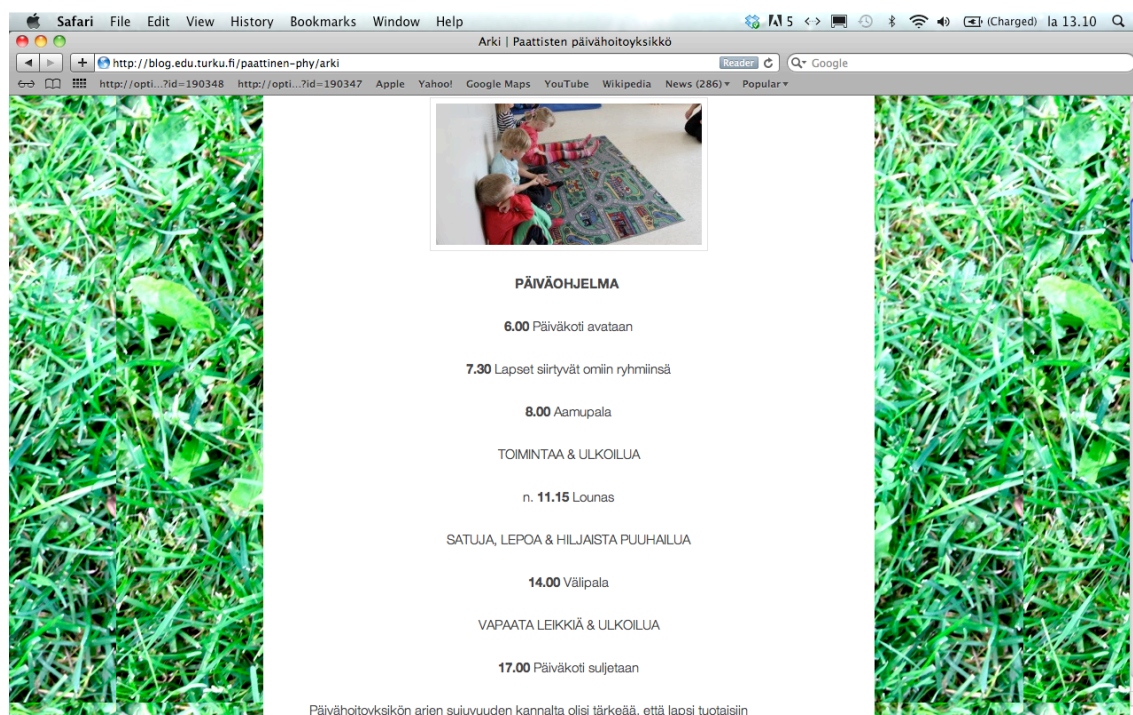 Safari File Edit View History Bookmarks Window Help 5 (Charged) la 13.10
Arki | Paattisten päivähoitoyksikkö
http://blog.edu.turku.fi/paattinen-phy/arki Reader Google
http://opti...?id=190348 http://opti...?id=190347 Apple Yahoo! Google Maps YouTube Wikipedia News (286) Popular
PÄIVÄOHJELMA
6.00 Päiväkoti avataan
7.30 Lapset siirtyvät omiin ryhmiinsä
8.00 Aamupala
TOIMINTAA & ULKOILUA
n. 11.15 Lounas
SATUJA, LEPOA & HILJAISTA PUUHAILUA
14.00 Välipala
VAPAATA LEIKKIÄ & ULKOILUA
17.00 Päiväkoti suljetaan
Päivähoitoyksikön arjen sujuvuuden kannalta olisi tärkeää, että lapsi tuotaisiin